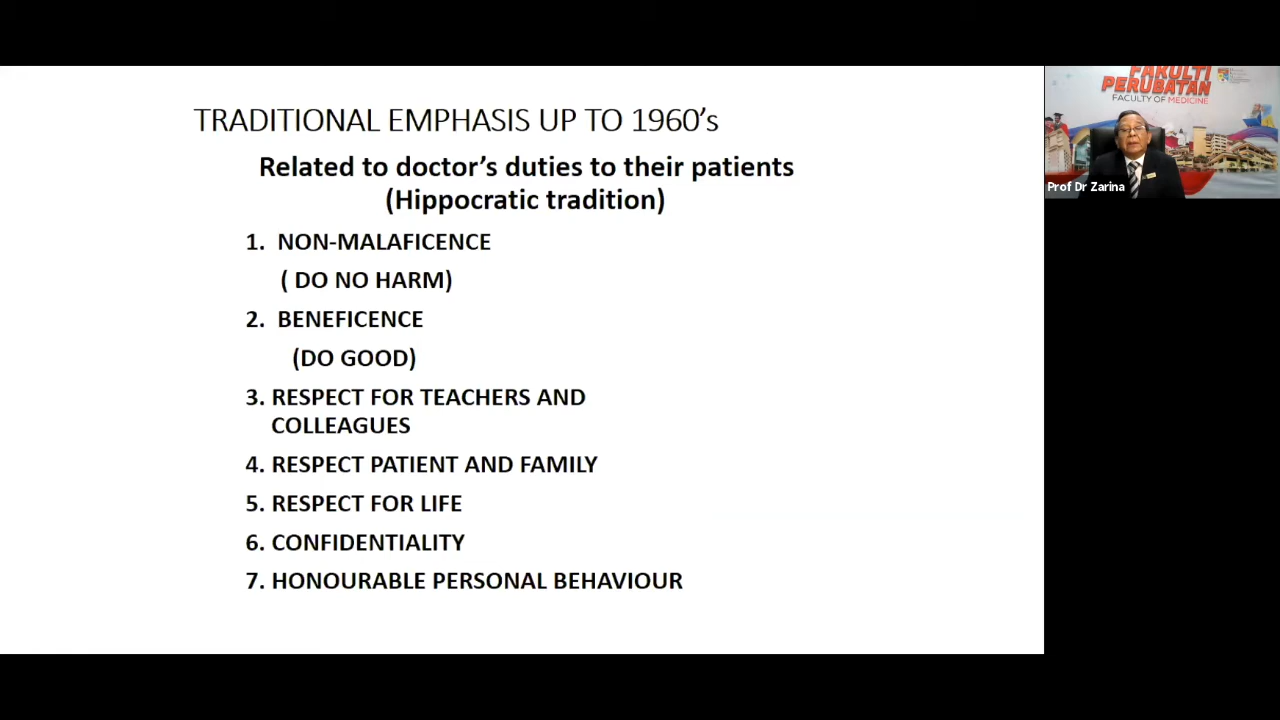 TRADITIONAL EMPHASIS UP TO 1960's
Related to doctor's duties to their patients
(Hippocratic tradition)
1. NON-MALAFICENCE
( DO NO HARM)
2. BENEFICENCE
(DO GOOD)
3. RESPECT FOR TEACHERS AND
COLLEAGUES
4. RESPECT PATIENT AND FAMILY
5. RESPECT FOR LIFE
6. CONFIDENTIALITY
7. HONOURABLE PERSONAL BEHAVIOUR
FAKULTI
PERUBATAN
FACULTY OF MEDICINE
Prof Dr Zarina